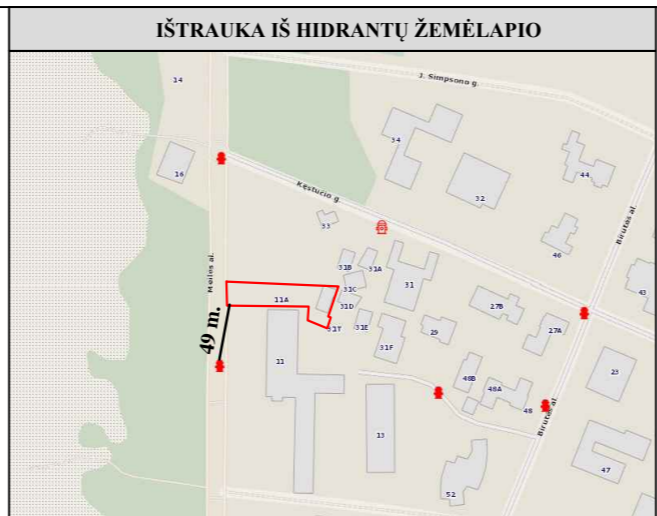 IŠTRAUKA IŠ HIDRANTŲ ŽEMĖLAPIO
14
J. Simpsono g.
34
44
16
32
Kęstučio g.
Birutės al.
33
46
Meilės al.
31B
31A
31
43
31C
11A
31D
27B
49 m.
31T
31E
29
27A
31F
11
23
48B
48A
48
13
Birutės al.
47
52